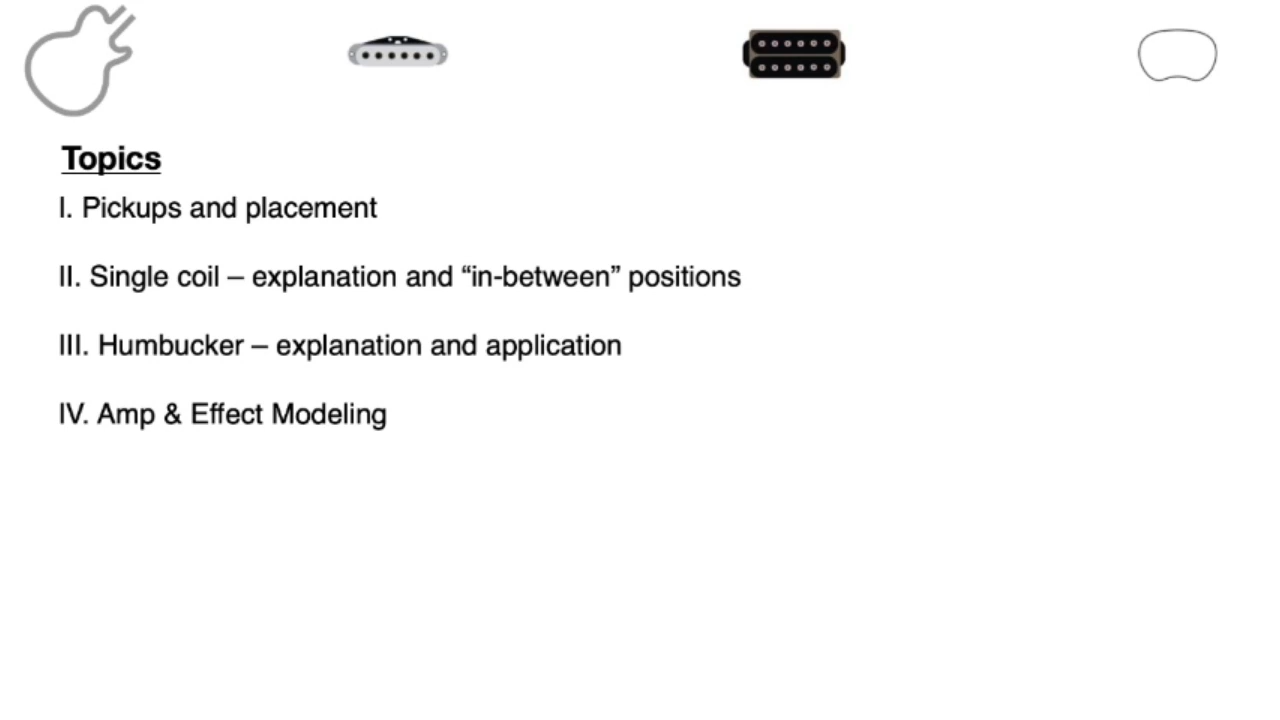 Topics
I. Pickups and placement
II. Single coil – explanation and “in-between” positions
III. Humbucker – explanation and application
IV. Amp & Effect Modeling